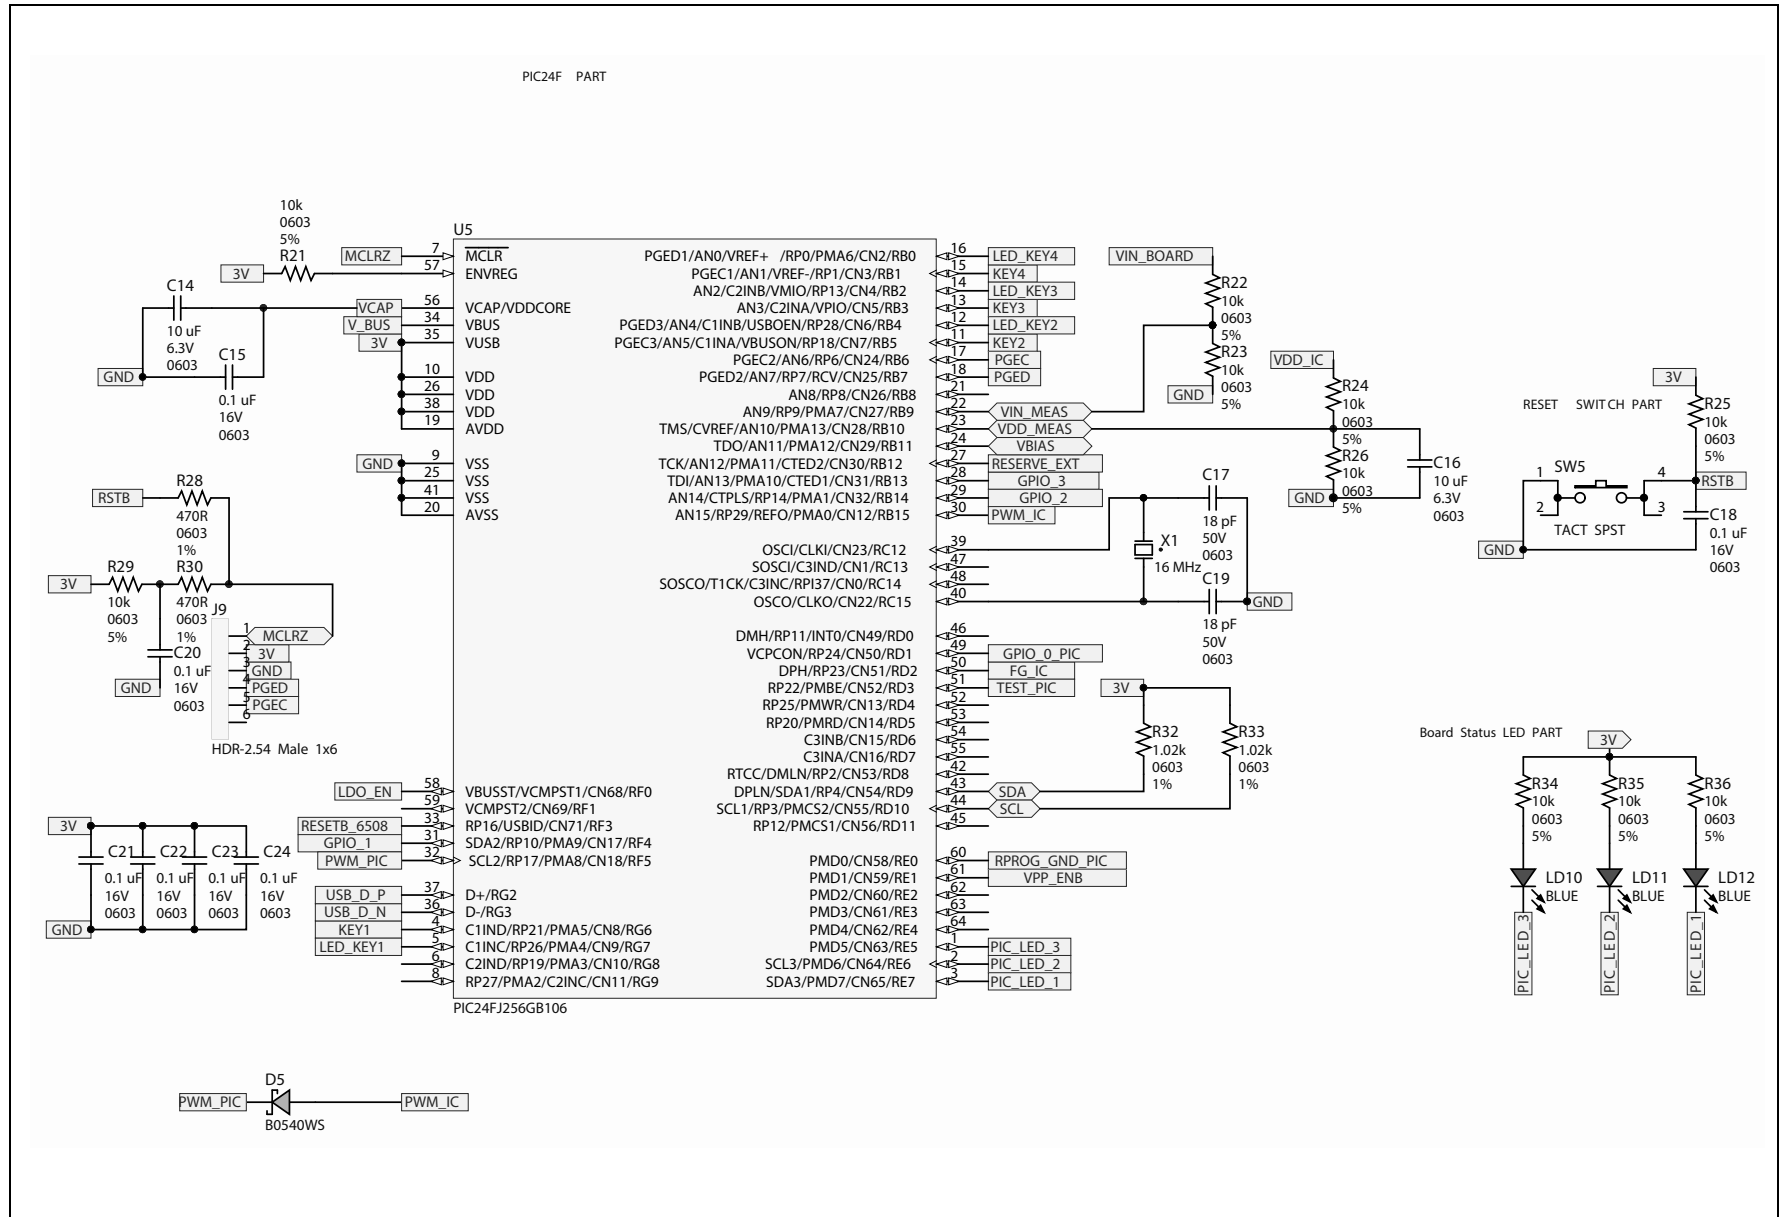 PIC24F PART
10k
0603
5%
R21
3V
C14
10 uF
6.3V
0603
C15
0.1 uF
16V
0603
GND
U5
MCLRZ 7 MCLR
57 ENVREG
VCAP 56 VCAP/VDDCORE
V_BUS 34 VBUS
3V 35 VUSB
10 VDD
26 VDD
38 VDD
19 AVDD
GND 9 VSS
25 VSS
41 VSS
20 AVSS
LDO_EN 58 VBUSST/VCMPST1/CN68/RF0
59 VCMPST2/CN69/RF1
RESETB_6508 33 RP16/USBID/CN71/RF3
GPIO_1 31 SDA2/RP10/PMA9/CN17/RF4
PWM_PIC 32 SCL2/RP17/PMA8/CN18/RF5
USB_D_P 37 D+/RG2
USB_D_N 36 D-/RG3
KEY1 4 C1IND/RP21/PMA5/CN8/RG6
LED_KEY1 5 C1INC/RP26/PMA4/CN9/RG7
6 C2IND/RP19/PMA3/CN10/RG8
8 RP27/PMA2/C2INC/CN11/RG9
PIC24FJ256GB106
PGED1/AN0/VREF+ /RP0/PMA6/CN2/RB0 16 LED_KEY4
PGEC1/AN1/VREF-/RP1/CN3/RB1 15 KEY4
AN2/C2INB/VMIO/RP13/CN4/RB2 14 LED_KEY3
AN3/C2INA/VPIO/CN5/RB3 13 KEY3
PGED3/AN4/C1INB/USBOEN/RP28/CN6/RB4 12 LED_KEY2
PGEC3/AN5/C1INA/VBUSON/RP18/CN7/RB5 11 KEY2
PGEC2/AN6/RP6/CN24/RB6 17 PGEC
PGED2/AN7/RP7/RCV/CN25/RB7 18 PGED
AN8/RP8/CN26/RB8 21
AN9/RP9/PMA7/CN27/RB9 22 VIN_MEAS
TMS/CVREF/AN10/PMA13/CN28/RB10 23 VDD_MEAS
TDO/AN11/PMA12/CN29/RB11 24 VBIAS
TCK/AN12/PMA11/CTED2/CN30/RB12 27 RESERVE_EXT
TDI/AN13/PMA10/CTED1/CN31/RB13 28 GPIO_3
AN14/CTPLS/RP14/PMA1/CN32/RB14 29 GPIO_2
AN15/RP29/REFO/PMA0/CN12/RB15 30 PWM_IC
OSCI/CLKI/CN23/RC12 39
SOSCI/C3IND/CN1/RC13 47
SOSCO/T1CK/C3INC/RPI37/CN0/RC14 48
OSCO/CLKO/CN22/RC15 40
DMH/RP11/INT0/CN49/RD0 46
VCPCON/RP24/CN50/RD1 49 GPIO_0_PIC
DPH/RP23/CN51/RD2 50 FG_IC
RP22/PMBE/CN52/RD3 51 TEST_PIC
RP25/PMWR/CN13/RD4 52
RP20/PMRD/CN14/RD5 53
C3INB/CN15/RD6 54
C3INA/CN16/RD7 55
RTCC/DMLN/RP2/CN53/RD8 42
DPLN/SDA1/RP4/CN54/RD9 43 SDA
SCL1/RP3/PMCS2/CN55/RD10 44 SCL
RP12/PMCS1/CN56/RD11 45
PMD0/CN58/RE0 60 RPROG_GND_PIC
PMD1/CN59/RE1 61 VPP_ENB
PMD2/CN60/RE2 62
PMD3/CN61/RE3 63
PMD4/CN62/RE4 64
PMD5/CN63/RE5 1 PIC_LED_3
SCL3/PMD6/CN64/RE6 2 PIC_LED_2
SDA3/PMD7/CN65/RE7 3 PIC_LED_1
VIN_BOARD
R22
10k
0603
5%
R23
10k
0603
5%
GND
VDD_IC
R24
10k
0603
5%
R26
10k
0603
5%
GND
C16
10 uF
6.3V
0603
C17
18 pF
50V
0603
X1
16 MHz
C19
18 pF
50V
0603
GND
3V
R32
1.02k
0603
1%
R33
1.02k
0603
1%
RESET SWITCH PART
3V
R25
10k
0603
5%
SW5
1
2
4
3
TACT SPST
RSTB
C18
0.1 uF
16V
0603
GND
Board Status LED PART
3V
R34
10k
0603
5%
R35
10k
0603
5%
R36
10k
0603
5%
LD10
BLUE
LD11
BLUE
LD12
BLUE
PIC_LED_3
PIC_LED_2
PIC_LED_1
RSTB
R28
470R
0603
1%
3V
R29
10k
0603
5%
R30
470R
0603
1%
C20
0.1 uF
16V
0603
GND
J9
1 MCLRZ
2 3V
3 GND
4 PGED
5 PGEC
6
HDR-2.54 Male 1x6
3V
C21
0.1 uF
16V
0603
C22
0.1 uF
16V
0603
C23
0.1 uF
16V
0603
C24
0.1 uF
16V
0603
GND
D5
PWM_PIC
PWM_IC
B0540WS